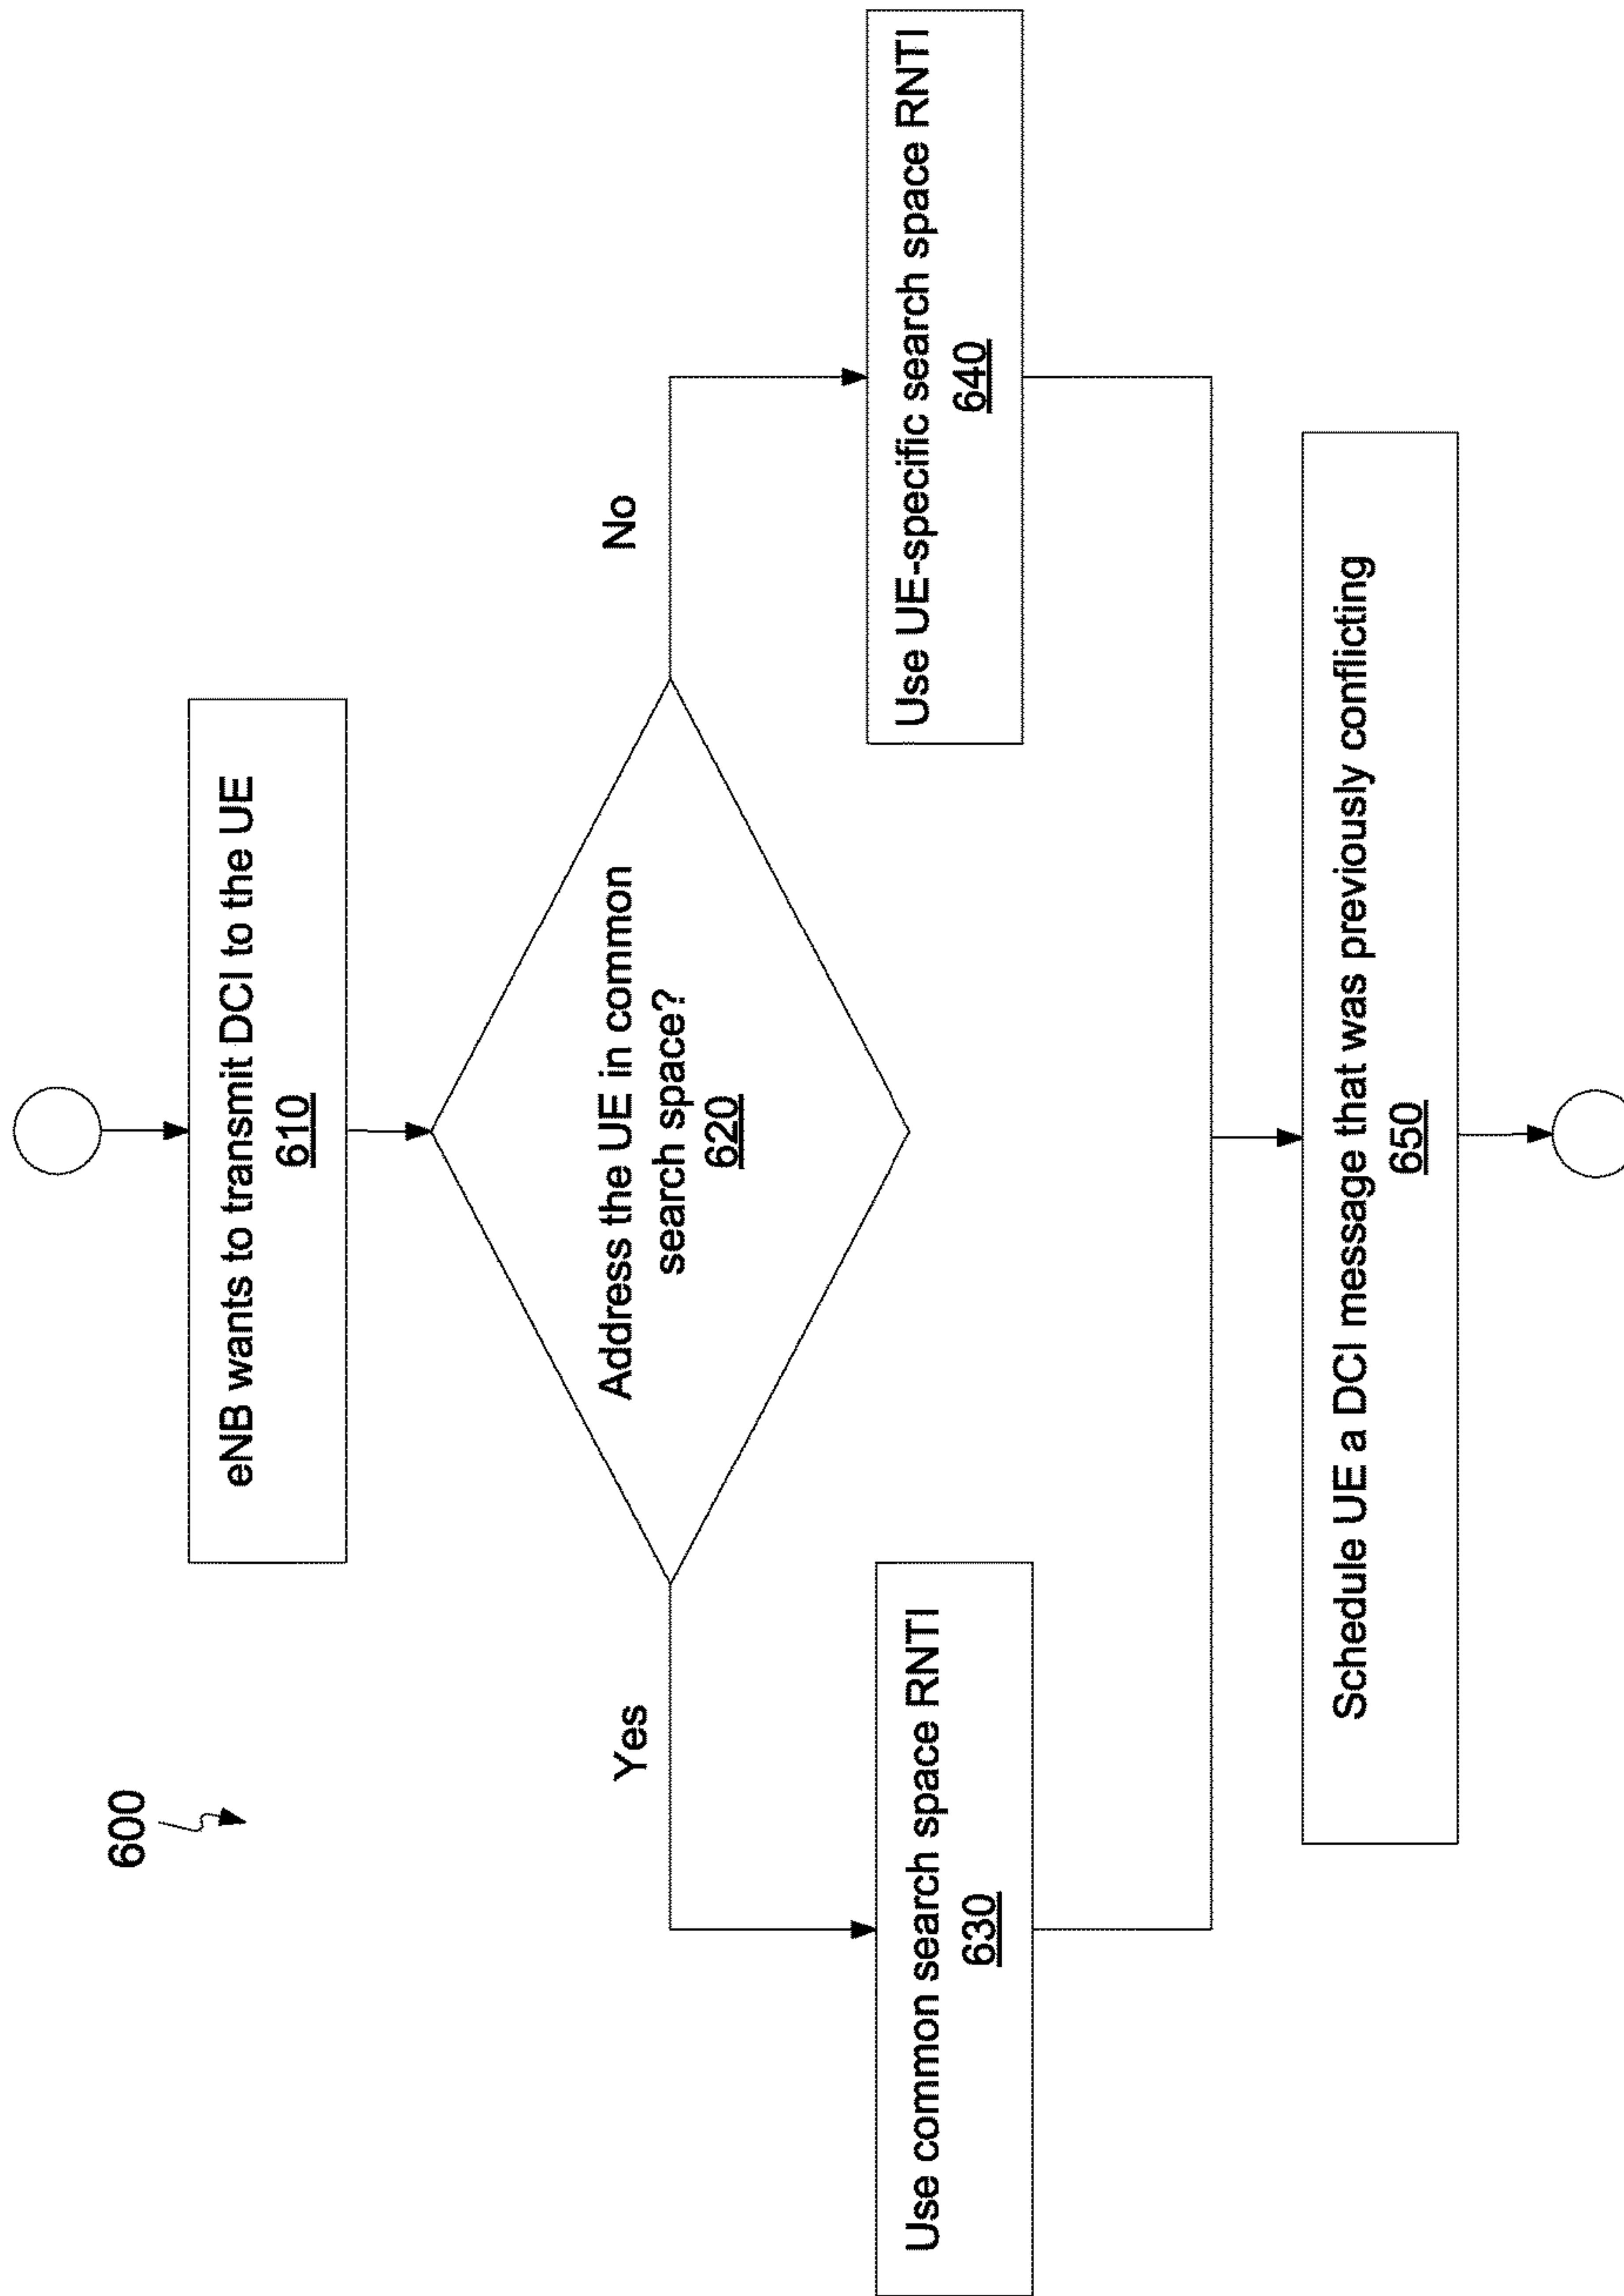 600
eNB wants to transmit DCI to the UE
610
Address the UE in common
search space?
620
Yes
No
Use common search space RNTI
630
Use UE-specific search space RNTI
640
Schedule UE a DCI message that was previously conflicting
650